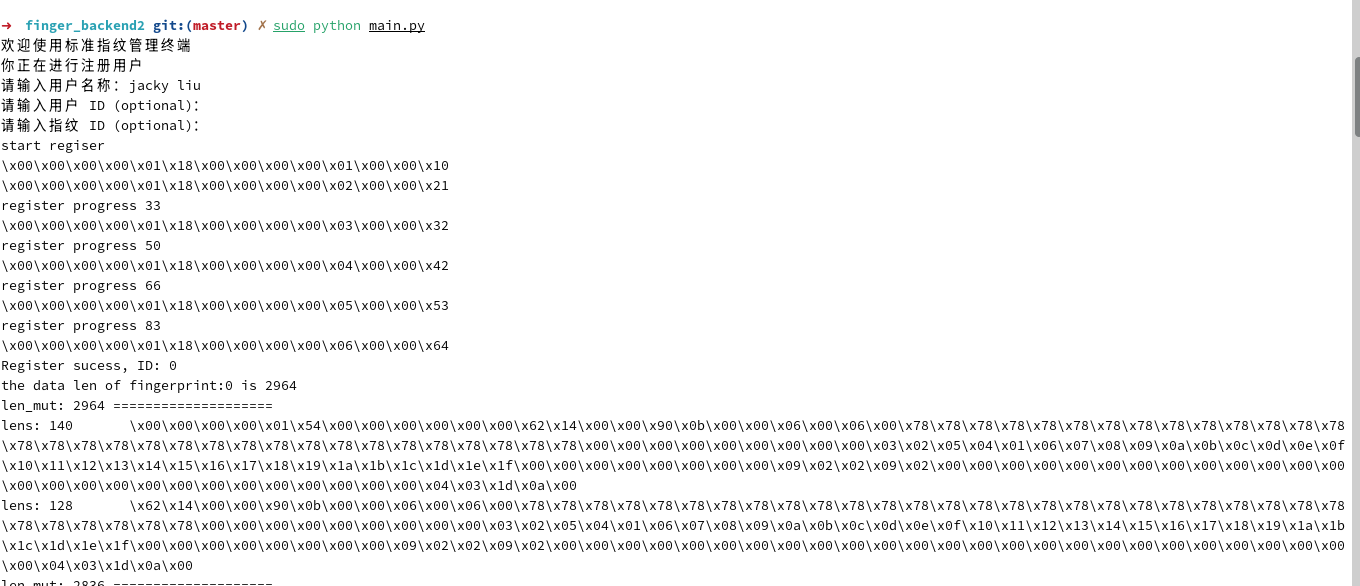 → finger_backend2 git:(master) ✗ sudo python main.py
欢迎使用标准指纹管理终端
你正在进行注册用户
请输入用户名称：jacky liu
请输入用户 ID (optional)：
请输入指纹 ID (optional)：
start regiser
\x00\x00\x00\x00\x01\x18\x00\x00\x00\x00\x01\x00\x00\x10
\x00\x00\x00\x00\x01\x18\x00\x00\x00\x00\x02\x00\x00\x21
register progress 33
\x00\x00\x00\x00\x01\x18\x00\x00\x00\x00\x03\x00\x00\x32
register progress 50
\x00\x00\x00\x00\x01\x18\x00\x00\x00\x00\x04\x00\x00\x42
register progress 66
\x00\x00\x00\x00\x01\x18\x00\x00\x00\x00\x05\x00\x00\x53
register progress 83
\x00\x00\x00\x00\x01\x18\x00\x00\x00\x00\x06\x00\x00\x64
Register sucess, ID: 0
the data len of fingerprint:0 is 2964
len_mut: 2964 ====================
lens: 140 \x00\x00\x00\x00\x01\x54\x00\x00\x00\x00\x00\x00\x62\x14\x00\x00\x90\x0b\x00\x00\x06\x00\x06\x00\x78\x78\x78\x78\x78\x78\x78\x78\x78\x78\x78\x78\x78\x78
\x78\x78\x78\x78\x78\x78\x78\x78\x78\x78\x78\x78\x78\x78\x78\x78\x78\x78\x00\x00\x00\x00\x00\x00\x00\x00\x00\x03\x02\x05\x04\x01\x06\x07\x08\x09\x0a\x0b\x0c\x0d\x0e\x0f
\x10\x11\x12\x13\x14\x15\x16\x17\x18\x19\x1a\x1b\x1c\x1d\x1e\x1f\x00\x00\x00\x00\x00\x00\x00\x00\x09\x02\x02\x09\x02\x00\x00\x00\x00\x00\x00\x00\x00\x00\x00\x00\x00\x00
\x00\x00\x00\x00\x00\x00\x00\x00\x00\x00\x00\x00\x00\x04\x03\x1d\x0a\x00
lens: 128 \x62\x14\x00\x00\x90\x0b\x00\x00\x06\x00\x06\x00\x78\x78\x78\x78\x78\x78\x78\x78\x78\x78\x78\x78\x78\x78\x78\x78\x78\x78\x78\x78\x78\x78\x78\x78\x78\x78
\x78\x78\x78\x78\x78\x78\x00\x00\x00\x00\x00\x00\x00\x00\x00\x03\x02\x05\x04\x01\x06\x07\x08\x09\x0a\x0b\x0c\x0d\x0e\x0f\x10\x11\x12\x13\x14\x15\x16\x17\x18\x19\x1a\x1b
\x1c\x1d\x1e\x1f\x00\x00\x00\x00\x00\x00\x00\x00\x09\x02\x02\x09\x02\x00\x00\x00\x00\x00\x00\x00\x00\x00\x00\x00\x00\x00\x00\x00\x00\x00\x00\x00\x00\x00\x00\x00\x00\x00
\x00\x04\x03\x1d\x0a\x00
len_mut: 2836 ====================